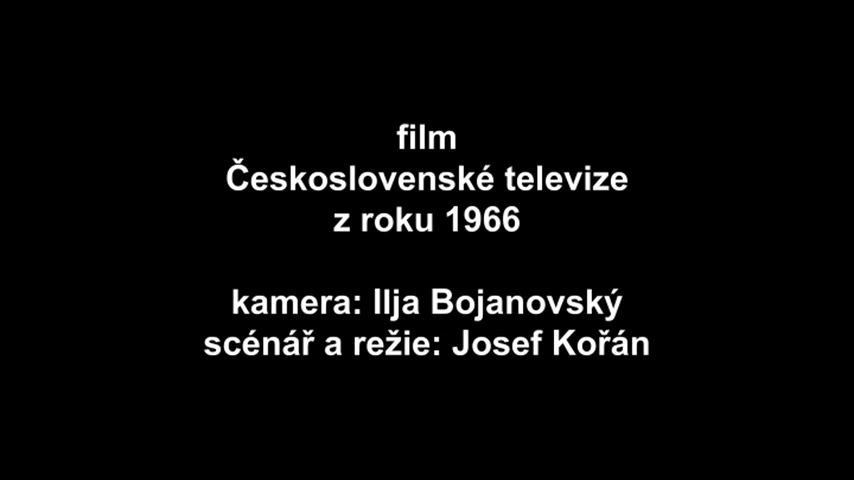 film
Československé televize
z roku 1966
kamera: Ilja Bojanovský
scénář a režie: Josef Kořán